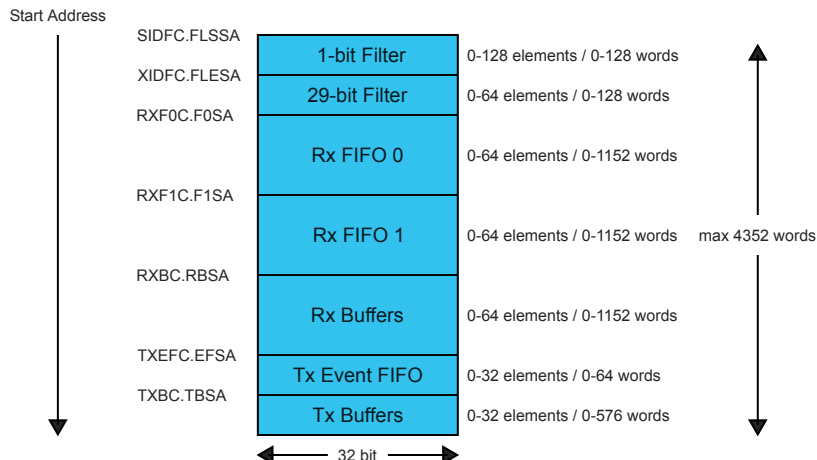 Start Address
SIDFC.FLSSA
1-bit Filter
0-128 elements / 0-128 words
XIDFC.FLESA
29-bit Filter
0-64 elements / 0-128 words
RXF0C.F0SA
Rx FIFO 0
0-64 elements / 0-1152 words
RXF1C.F1SA
Rx FIFO 1
0-64 elements / 0-1152 words
max 4352 words
RXBC.RBSA
Rx Buffers
0-64 elements / 0-1152 words
TXEFC.EFSA
Tx Event FIFO
0-32 elements / 0-64 words
TXBC.TBSA
Tx Buffers
0-32 elements / 0-576 words
32 bit